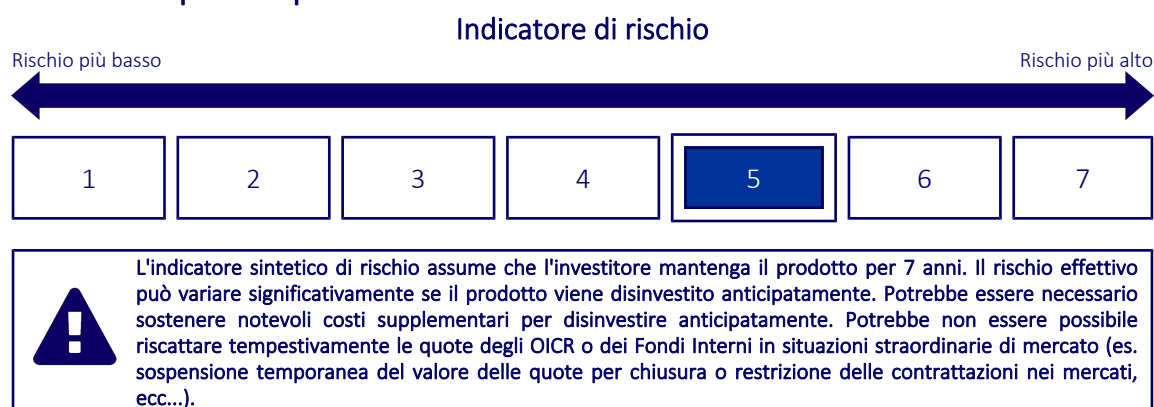 Indicatore di rischio
Rischio più basso Rischio più alto
1 2 3 4 5 6 7
L'indicatore sintetico di rischio assume che l'investitore mantenga il prodotto per 7 anni. Il rischio effettivo
può variare significativamente se il prodotto viene disinvestito anticipatamente. Potrebbe essere necessario
sostenere notevoli costi supplementari per disinvestire anticipatamente. Potrebbe non essere possibile
riscattare tempestivamente le quote degli OICR o dei Fondi Interni in situazioni straordinarie di mercato (es.
sospensione temporanea del valore delle quote per chiusura o restrizione delle contrattazioni nei mercati,
ecc...).